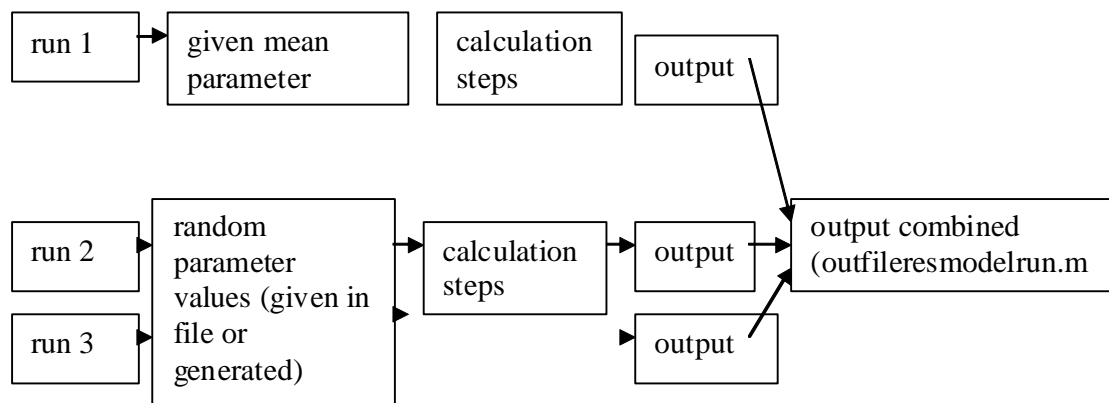 run 1
given mean
parameter
calculation
steps
output
run 2
run 3
random
parameter
values (given in
file or
generated)
calculation
steps
output
output
output combined
(outfileresmodelrun.m